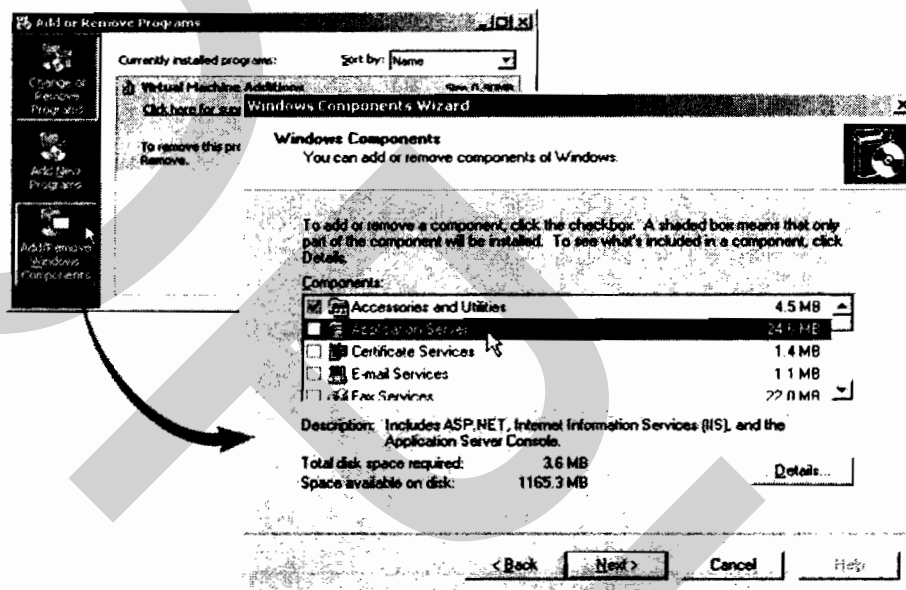 Add or Remove Programs
Change or
Remove
Programs
Add New
Programs
Add/Remove
Windows
Components
Currently installed programs:
Sort by: Name
Virtual Machine Additions
Click here for
To remove this
Remove.
Windows Components Wizard
Windows Components
You can add or remove components of Windows.
To add or remove a component, click the checkbox. A shaded box means that only
part of the component will be installed. To see what's included in a component, click
Details.
Components:
Accessories and Utilities 4.5 MB
Application Server 24.6 MB
Certificate Services 1.4 MB
E-mail Services 1.1 MB
Fax Services 22.0 MB
Description: Includes ASP.NET, Internet Information Services (IIS), and the
Application Server Console.
Total disk space required: 3.6 MB
Space available on disk: 1165.3 MB
Details...
< Back
Next >
Cancel
Help